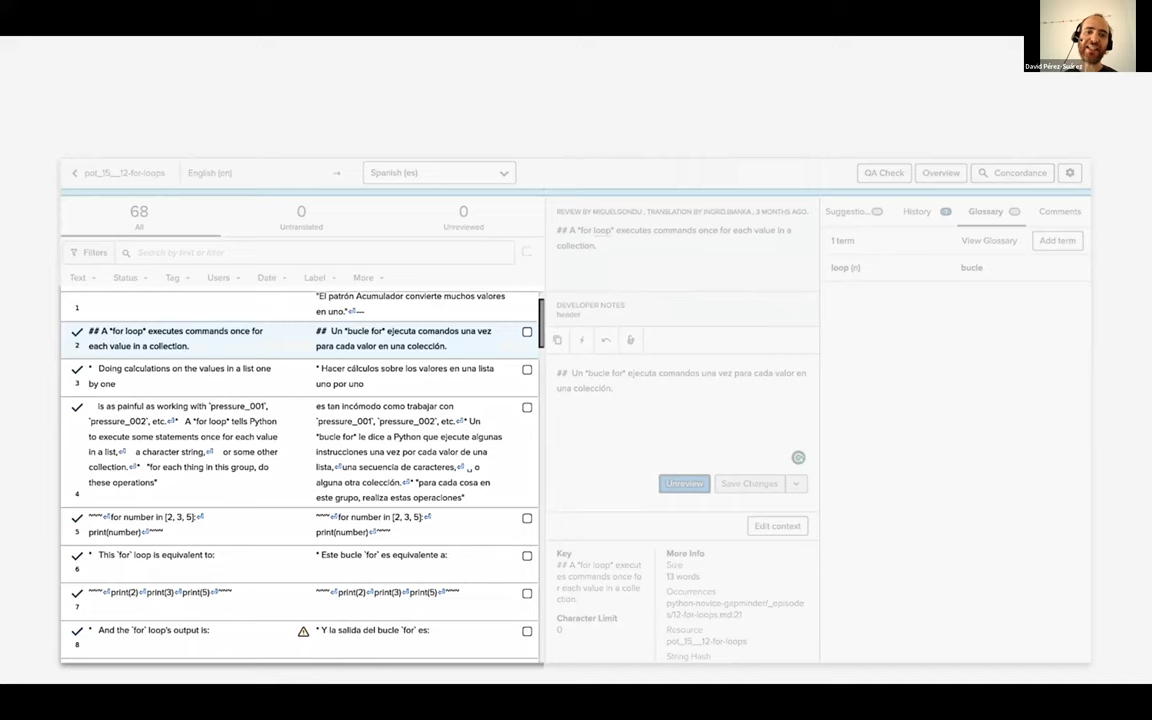 David Pérez-Suárez
pot_15__12-for-loops
English (en)
→
Spanish (es)
QA Check
Overview
Concordance
68
All
0
Untranslated
0
Unreviewed
Filters
Search by text or filter
Text
Status
Tag
Users
Date
Label
More
1
"El patrón Acumulador convierte muchos valores
en uno."⏎---
2
## A *for loop* executes commands once for
each value in a collection.
## Un *bucle for* ejecuta comandos una vez
para cada valor en una colección.
3
* Doing calculations on the values in a list one
by one
* Hacer cálculos sobre los valores en una lista
uno por uno
4
is as painful as working with `pressure_001`,
`pressure_002`, etc.⏎* A *for loop* tells Python
to execute some statements once for each value
in a list,⏎ a character string,⏎ or some other
collection.⏎* "for each thing in this group, do
these operations"
es tan incómodo como trabajar con
`pressure_001`, `pressure_002`, etc.⏎* Un
*bucle for* le dice a Python que ejecute algunas
instrucciones una vez por cada valor de una
lista,⏎una secuencia de caracteres,⏎ ␣ o
alguna otra colección.⏎* "para cada cosa en
este grupo, realiza estas operaciones"
5
~~~⏎for number in [2, 3, 5]:⏎
print(number)⏎~~~
~~~⏎for number in [2, 3, 5]:⏎
print(number)⏎~~~
6
* This `for` loop is equivalent to:
* Este bucle `for` es equivalente a:
7
~~~⏎print(2)⏎print(3)⏎print(5)⏎~~~
~~~⏎print(2)⏎print(3)⏎print(5)⏎~~~
8
* And the `for` loop's output is:
* Y la salida del bucle `for` es:
REVIEW BY MIGUELGONDU , TRANSLATION BY INGRID.BIANKA , 3 MONTHS AGO.
## A *for loop* executes commands once for each value in a
collection.
DEVELOPER NOTES
header
## Un *bucle for* ejecuta comandos una vez para cada valor en
una colección.
Unreview
Save Changes
Edit context
Key
## A *for loop* execut
es commands once fo
r each value in a colle
ction.
Character Limit
0
More Info
Size
13 words
Occurrences
python-novice-gapminder/_episode
s/12-for-loops.md:21
Resource
pot_15__12-for-loops
String Hash
Suggestio...
History
Glossary
Comments
1 term
View Glossary
Add term
loop (n)
bucle